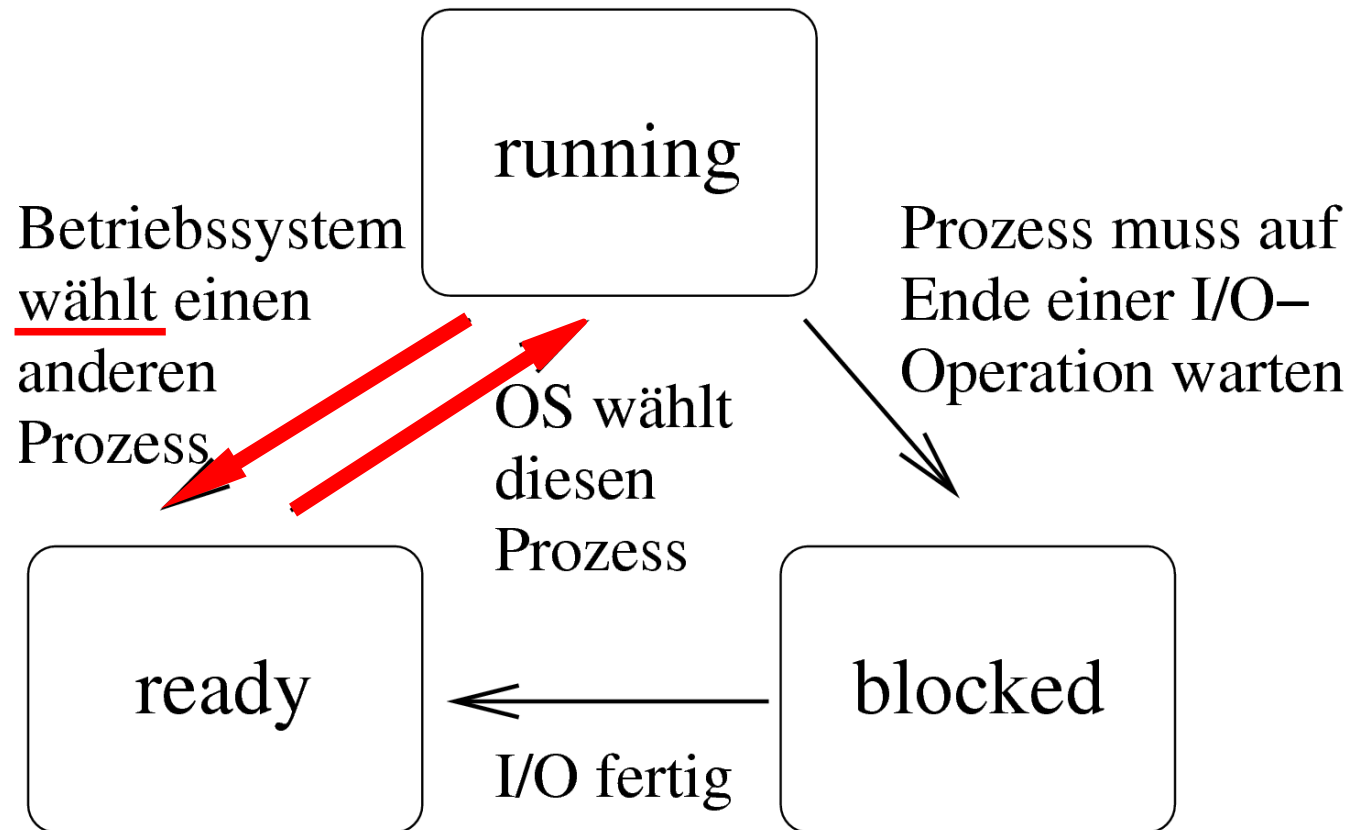 running
Betriebssystem
wählt einen
anderen
Prozess
OS wählt
diesen
Prozess
Prozess muss auf
Ende einer I/O–
Operation warten
ready
I/O fertig
blocked